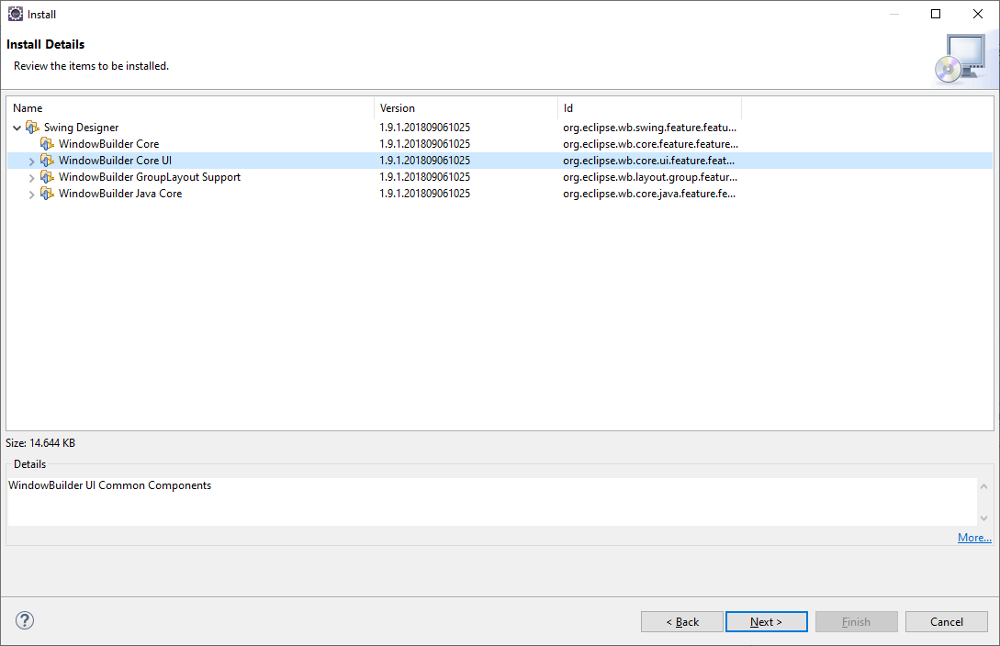 Install
Install Details
Review the items to be installed.
Name Version Id
Swing Designer 1.9.1.201809061025 org.eclipse.wb.swing.feature.featu...
WindowBuilder Core 1.9.1.201809061025 org.eclipse.wb.core.feature.feature...
WindowBuilder Core UI 1.9.1.201809061025 org.eclipse.wb.core.ui.feature.feat...
WindowBuilder GroupLayout Support 1.9.1.201809061025 org.eclipse.wb.layout.group.featur...
WindowBuilder Java Core 1.9.1.201809061025 org.eclipse.wb.core.java.feature.fe...
Size: 14.644 KB
Details
WindowBuilder UI Common Components
More...
? < Back Next > Finish Cancel